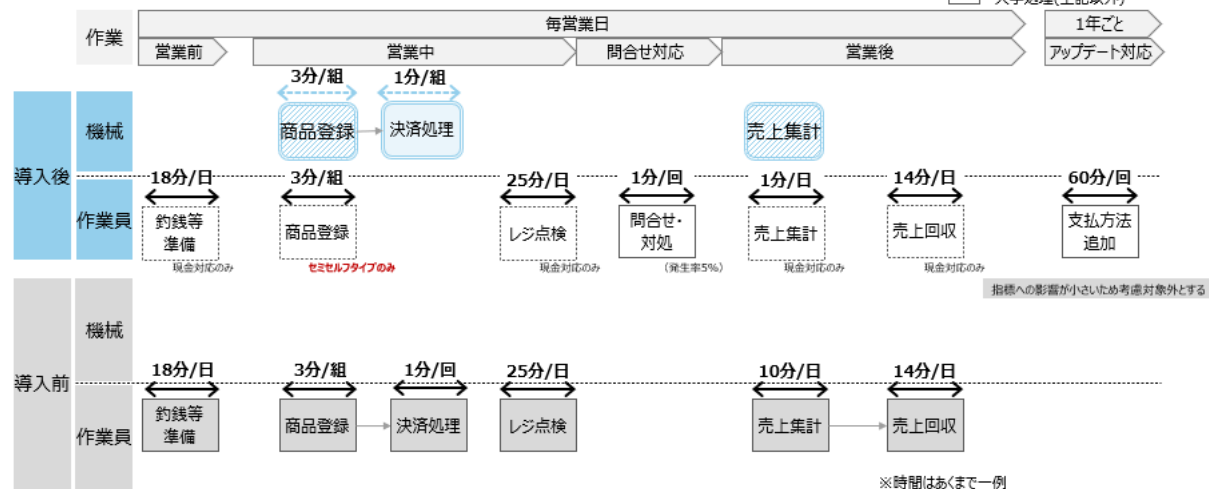 人手処理(上記以外)
作業
毎営業日
1年ごと
営業前
営業中
問合せ対応
営業後
アップデート対応
3分/組
1分/組
導入後
機械
商品登録
決済処理
売上集計
18分/日
3分/組
25分/日
1分/回
1分/日
14分/日
60分/回
作業員
釣銭等
準備
商品登録
レジ点検
問合せ・
対処
売上集計
売上回収
支払方法
追加
現金対応のみ
セミセルフタイプのみ
現金対応のみ
(発生率5%)
現金対応のみ
現金対応のみ
指標への影響が小さいため考慮対象外とする
導入前
機械
18分/日
3分/組
1分/回
25分/日
10分/日
14分/日
作業員
釣銭等
準備
商品登録
決済処理
レジ点検
売上集計
売上回収
※時間はあくまで一例